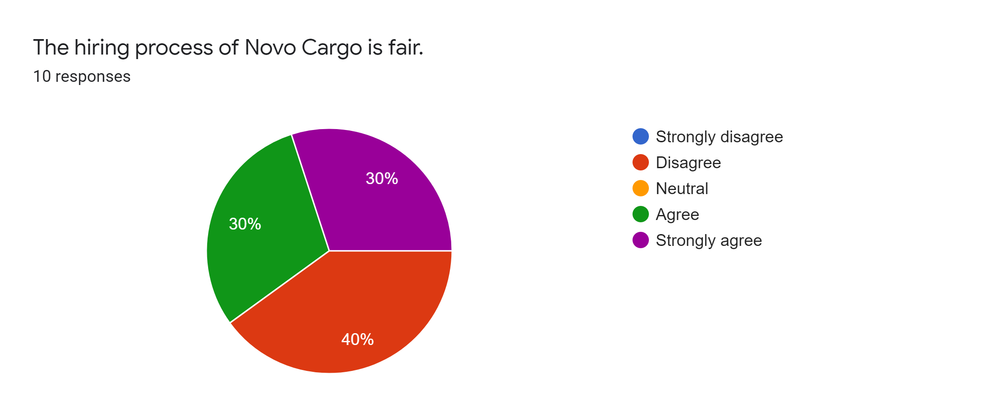 The hiring process of Novo Cargo is fair.
10 responses
30%
30%
40%
Strongly disagree
Disagree
Neutral
Agree
Strongly agree